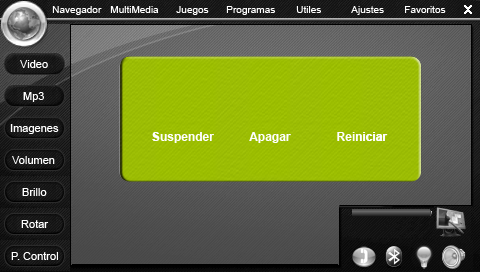 Navegador MultiMedia Juegos Programas Utiles Ajustes Favoritos X
Video
Mp3
Imagenes
Volumen
Brillo
Rotar
P. Control
Suspender Apagar Reiniciar